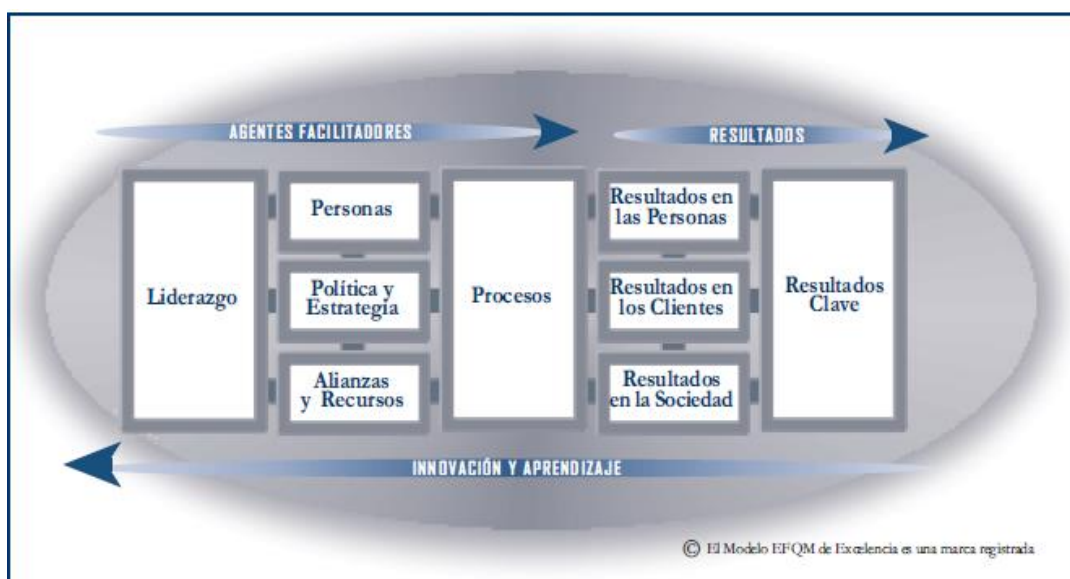 AGENTES FACILITADORES
RESULTADOS
Liderazgo
Personas
Política y
Estrategia
Alianzas
y Recursos
Procesos
Resultados en
las Personas
Resultados en
los Clientes
Resultados
en la Sociedad
Resultados
Clave
INNOVACIÓN Y APRENDIZAJE
© El Modelo EFQM de Excelencia es una marca registrada